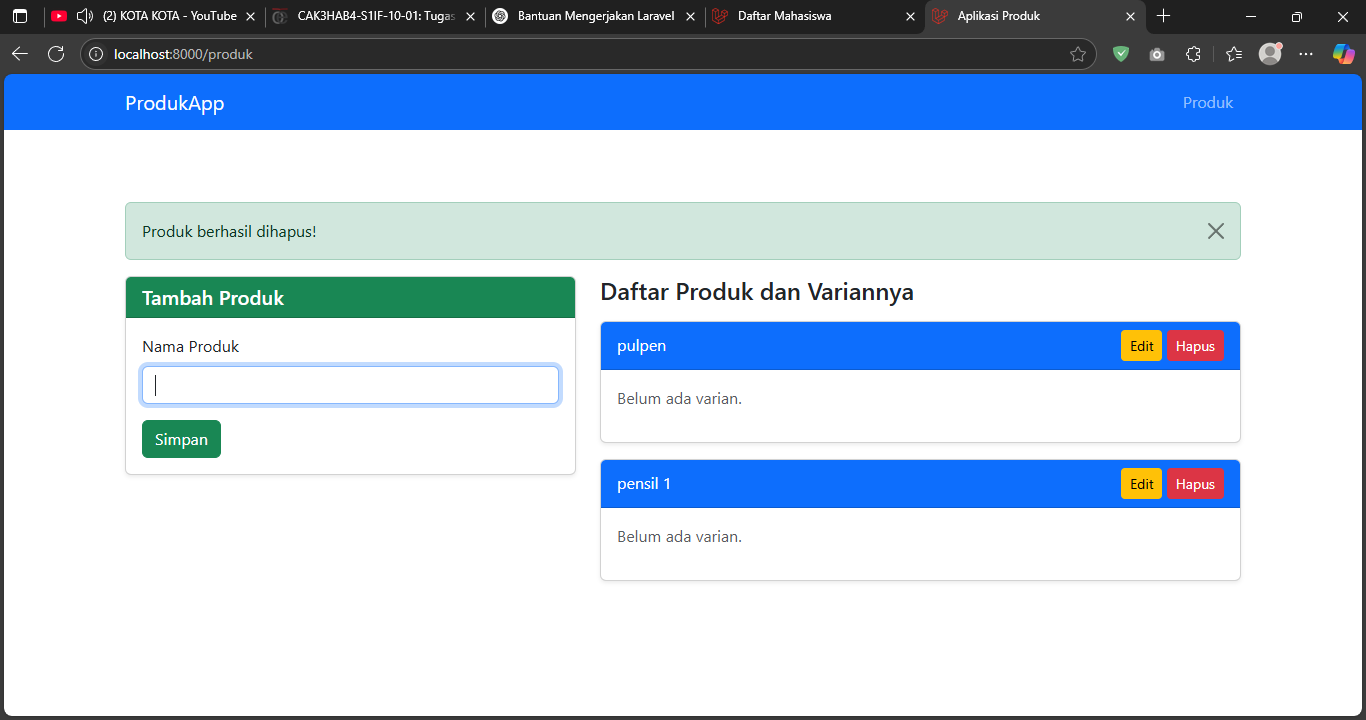 (2) KOTA KOTA - YouTube
CAK3HAB4-S1IF-10-01: Tugas
Bantuan Mengerjakan Laravel
Daftar Mahasiswa
Aplikasi Produk
localhost:8000/produk
ProdukApp
Produk
Produk berhasil dihapus!
Tambah Produk
Nama Produk
Simpan
Daftar Produk dan Variannya
pulpen
Edit
Hapus
Belum ada varian.
pensil 1
Edit
Hapus
Belum ada varian.